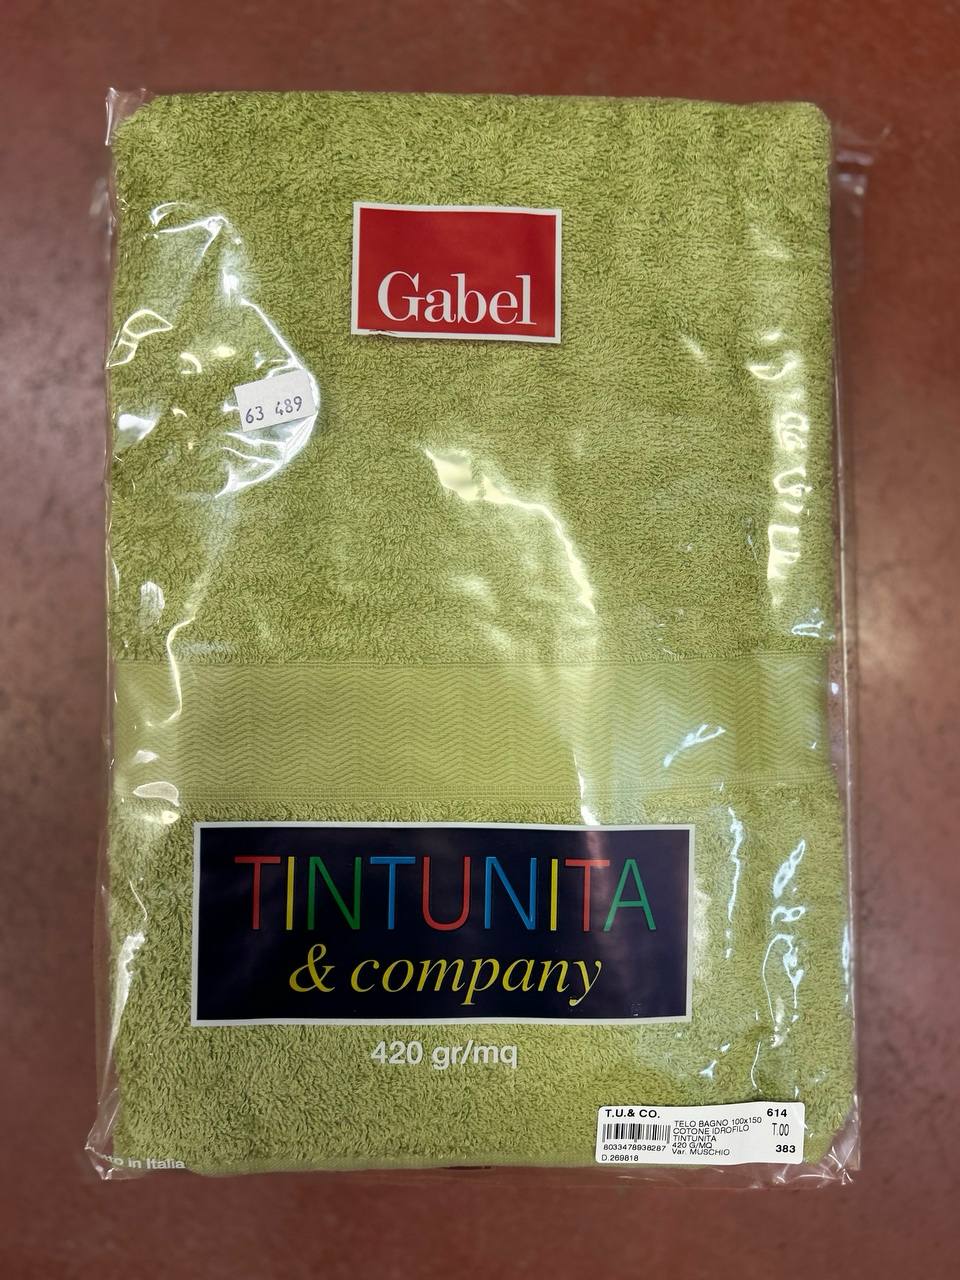 Gabel
63 489
TINTUNITA
& company
420 gr/mq
T.U.& CO.
614
TELO BAGNO 100x150
COTONE IDROFILO
T.00
TINTUNITA
8033478938287
420 G/MQ
383
D.269818
Var. MUSCHIO
in Italia